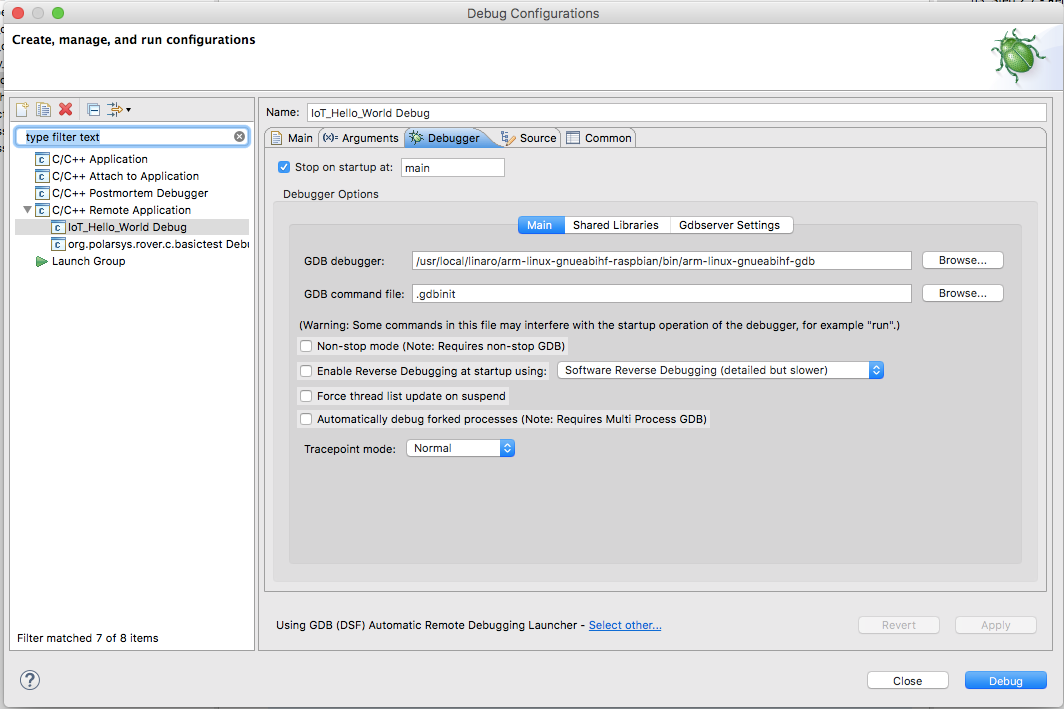 Debug Configurations
Create, manage, and run configurations
type filter text
C/C++ Application
C/C++ Attach to Application
C/C++ Postmortem Debugger
C/C++ Remote Application
IoT_Hello_World Debug
org.polarsys.rover.c.basictest Debu
Launch Group
Filter matched 7 of 8 items
Name: IoT_Hello_World Debug
Main (x)= Arguments Debugger Source Common
Stop on startup at: main
Debugger Options
Main Shared Libraries Gdbserver Settings
GDB debugger: /usr/local/linaro/arm-linux-gnueabihf-raspbian/bin/arm-linux-gnueabihf-gdb Browse...
GDB command file: .gdbinit Browse...
(Warning: Some commands in this file may interfere with the startup operation of the debugger, for example "run".)
Non-stop mode (Note: Requires non-stop GDB)
Enable Reverse Debugging at startup using: Software Reverse Debugging (detailed but slower)
Force thread list update on suspend
Automatically debug forked processes (Note: Requires Multi Process GDB)
Tracepoint mode: Normal
Using GDB (DSF) Automatic Remote Debugging Launcher - Select other...
Revert Apply
? Close Debug